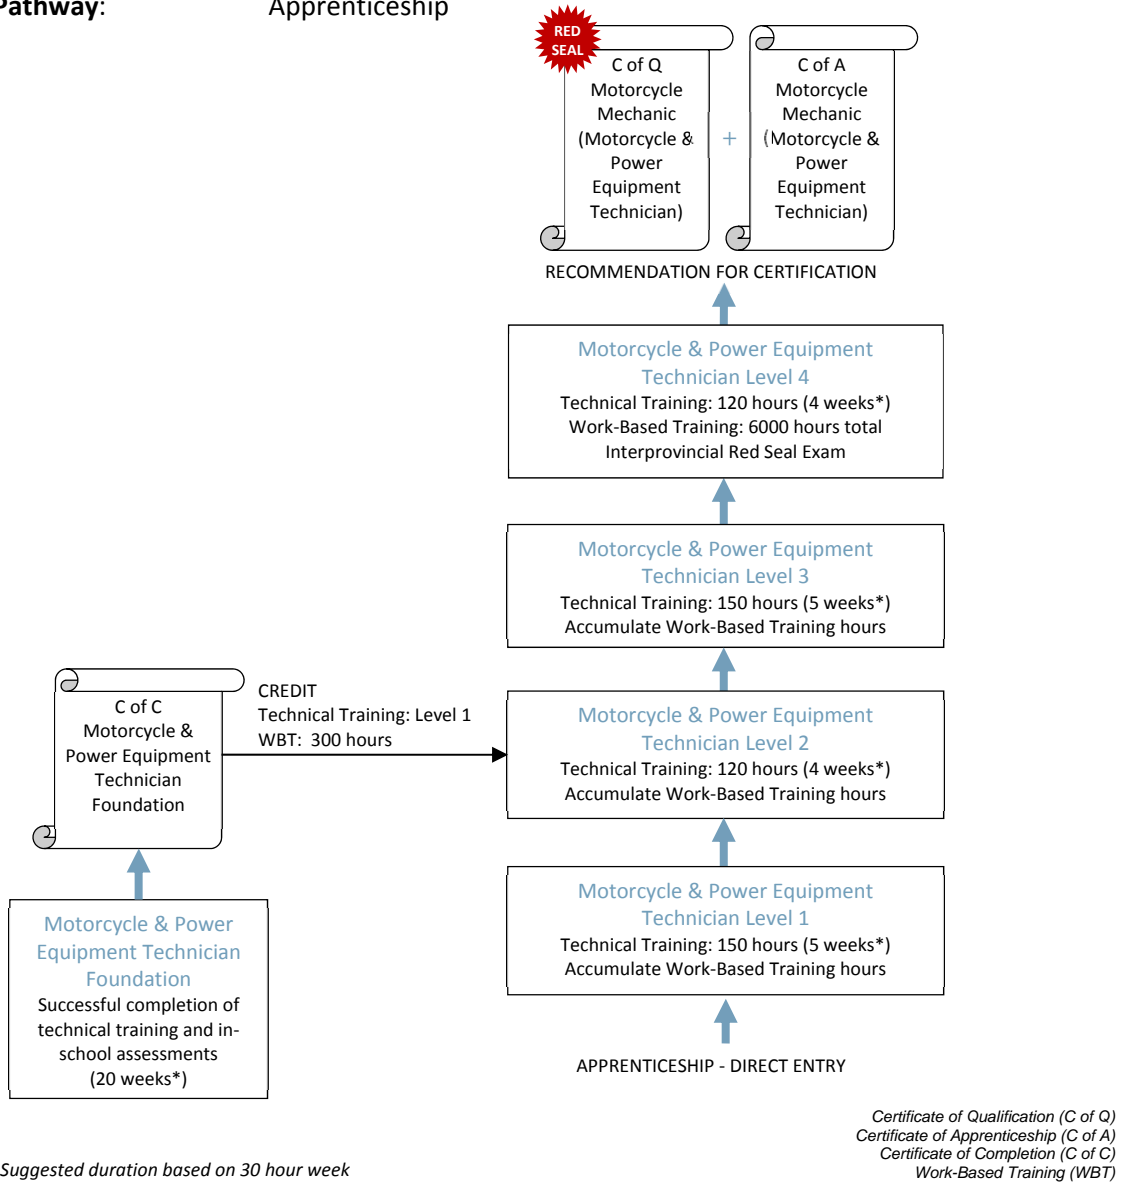 Pathway: Apprenticeship
RED
SEAL
C of Q
Motorcycle
Mechanic
(Motorcycle &
Power
Equipment
Technician)
+
C of A
Motorcycle
Mechanic
(Motorcycle &
Power
Equipment
Technician)
RECOMMENDATION FOR CERTIFICATION
Motorcycle & Power Equipment
Technician Level 4
Technical Training: 120 hours (4 weeks*)
Work-Based Training: 6000 hours total
Interprovincial Red Seal Exam
Motorcycle & Power Equipment
Technician Level 3
Technical Training: 150 hours (5 weeks*)
Accumulate Work-Based Training hours
C of C
Motorcycle &
Power Equipment
Technician
Foundation
CREDIT
Technical Training: Level 1
WBT: 300 hours
Motorcycle & Power Equipment
Technician Level 2
Technical Training: 120 hours (4 weeks*)
Accumulate Work-Based Training hours
Motorcycle & Power Equipment
Technician Level 1
Technical Training: 150 hours (5 weeks*)
Accumulate Work-Based Training hours
Motorcycle & Power
Equipment Technician
Foundation
Successful completion of
technical training and in-
school assessments
(20 weeks*)
APPRENTICESHIP - DIRECT ENTRY
Certificate of Qualification (C of Q)
Certificate of Apprenticeship (C of A)
Certificate of Completion (C of C)
Work-Based Training (WBT)
Suggested duration based on 30 hour week